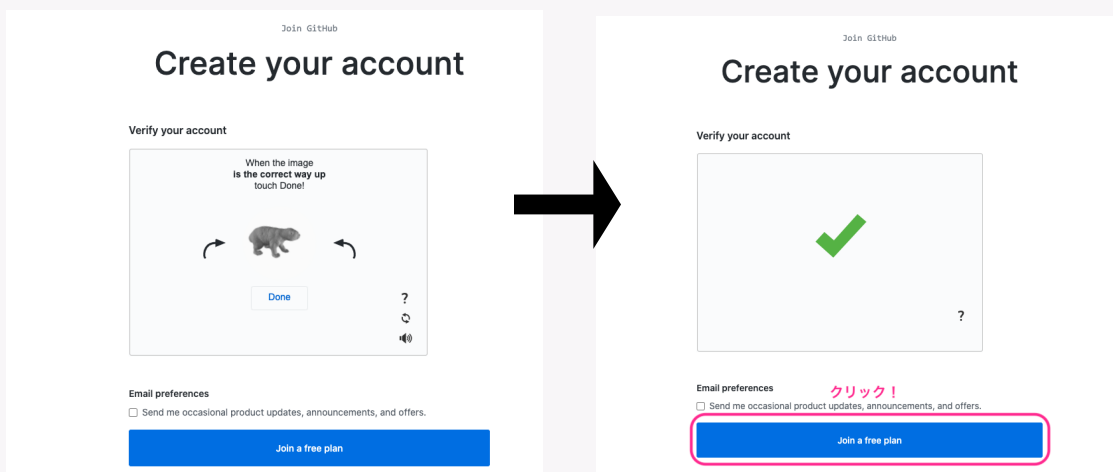 Join GitHub
Create your account
Verify your account
When the image
is the correct way up
touch Done!
Done
?
Email preferences
Send me occasional product updates, announcements, and offers.
Join a free plan
Join GitHub
Create your account
Verify your account
?
Email preferences
クリック！
Send me occasional product updates, announcements, and offers.
Join a free plan